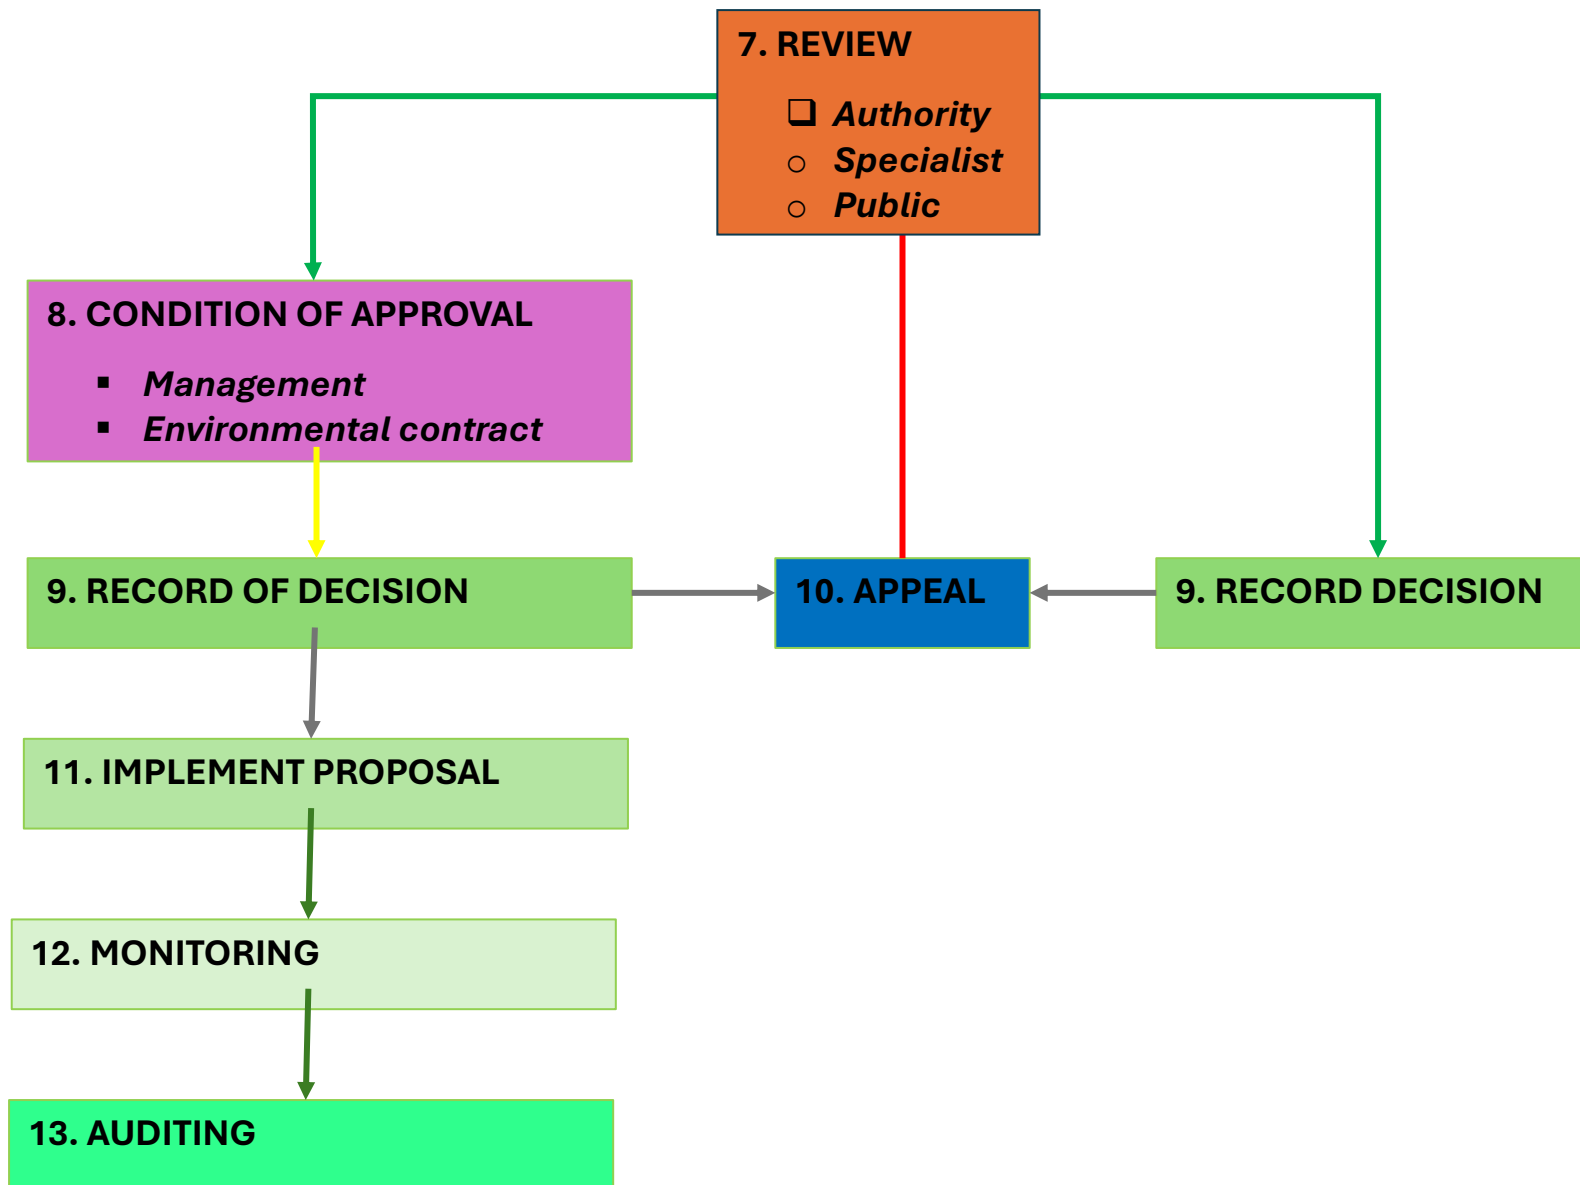 7. REVIEW
❑ Authority
o Specialist
o Public
8. CONDITION OF APPROVAL
▪ Management
▪ Environmental contract
9. RECORD OF DECISION
10. APPEAL
9. RECORD DECISION
11. IMPLEMENT PROPOSAL
12. MONITORING
13. AUDITING